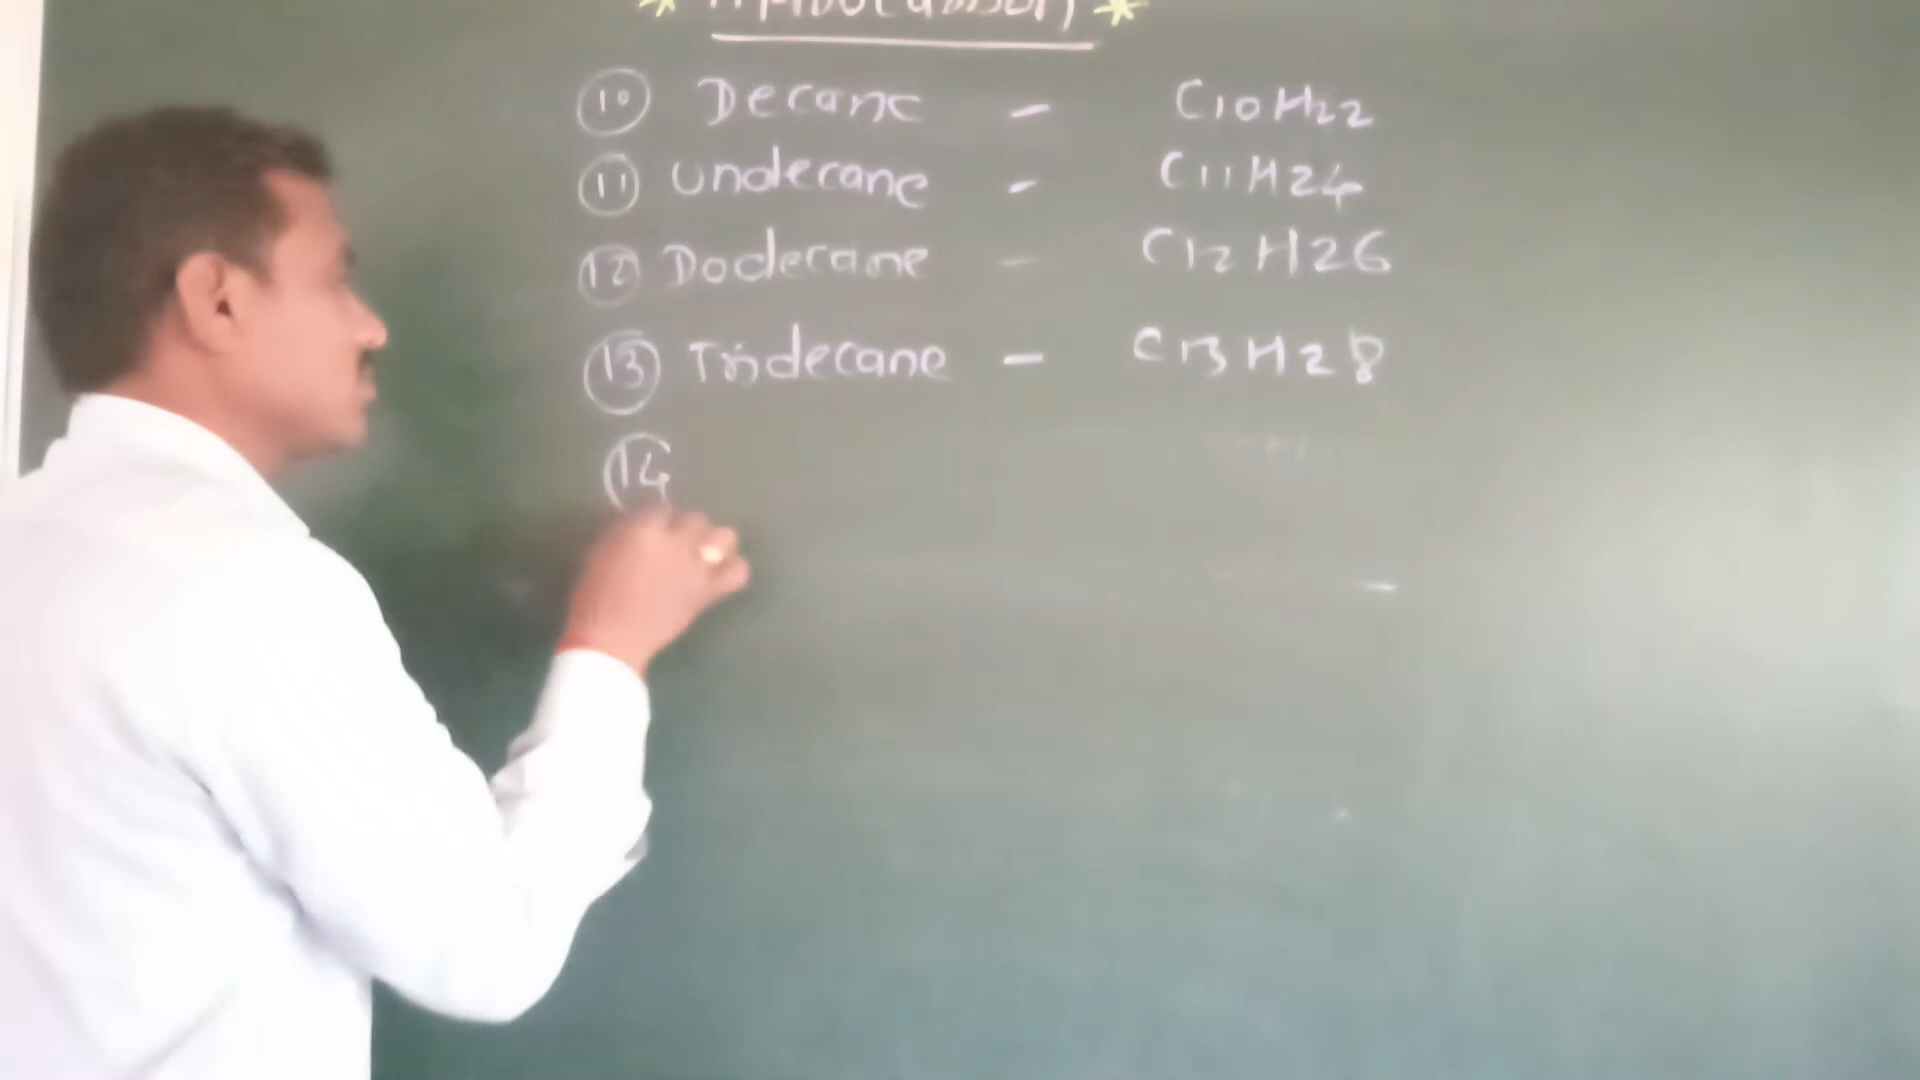 ⑩ Decane - C10H22
⑪ Undecane - C11H24
⑫ Dodecane - C12H26
⑬ Tridecane - C13H28
⑭